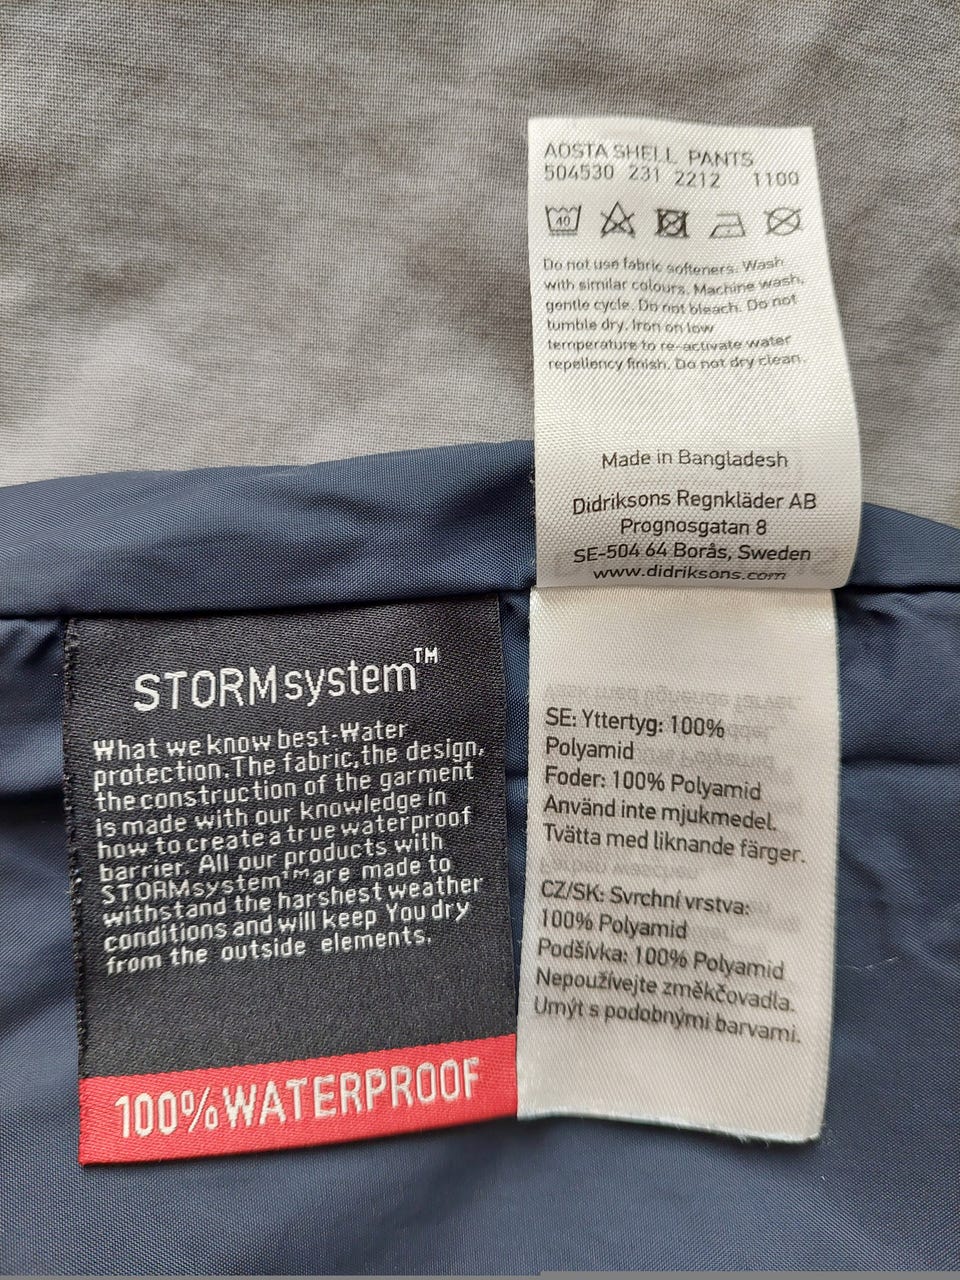 AOSTA SHELL PANTS
504530 231 2212 1100
40
Do not use fabric softeners. Wash
with similar colours. Machine wash,
gentle cycle. Do not bleach. Do not
tumble dry. Iron on low
temperature to re-activate water
repellency finish. Do not dry clean.
Made in Bangladesh
Didriksons Regnkläder AB
Prognosgatan 8
SE-504 64 Borås, Sweden
www.didriksons.com
STORMsystem™
What we know best-Water
protection.The fabric,the design,
the construction of the garment
is made with our knowledge in
how to create a true waterproof
barrier. All our products with
STORMsystem™are made to
withstand the harshest weather
conditions and will keep You dry
from the outside elements.
100%WATERPROOF
SE: Yttertyg: 100%
Polyamid
Foder: 100% Polyamid
Använd inte mjukmedel.
Tvätta med liknande färger.
CZ/SK: Svrchní vrstva:
100% Polyamid
Podšívka: 100% Polyamid
Nepoužívejte změkčovadla.
Umýt s podobnými barvami.